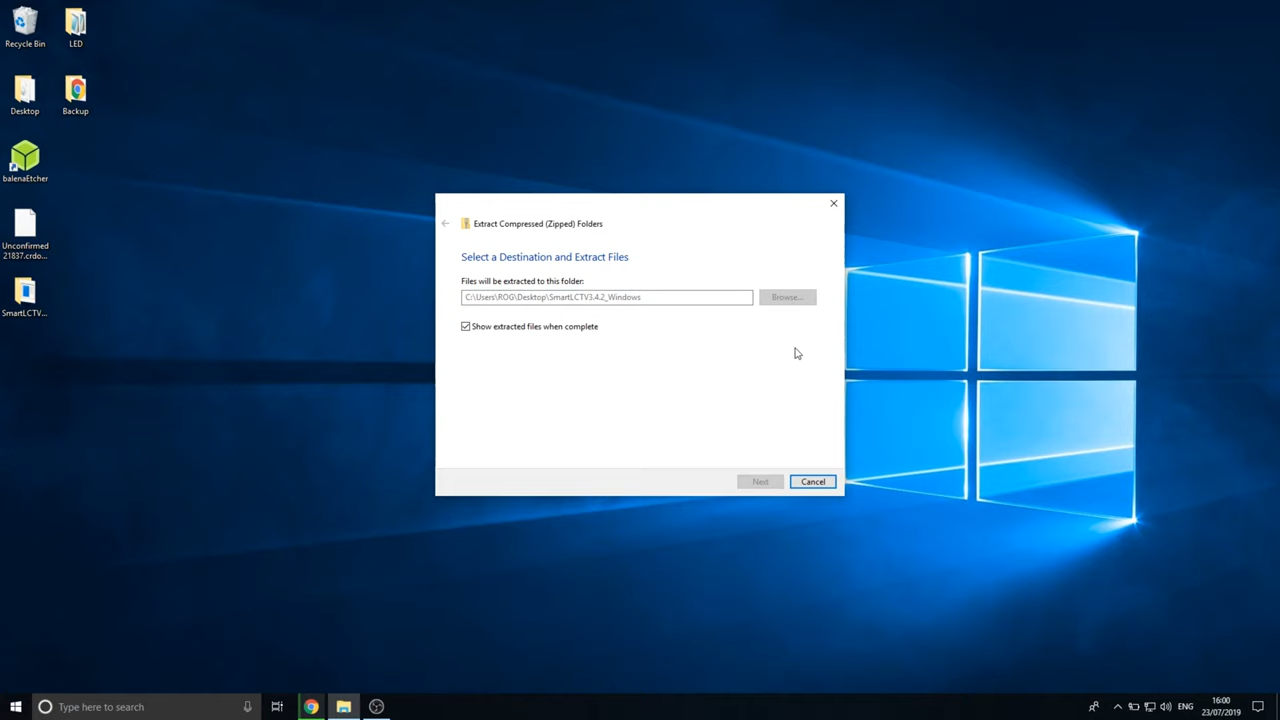 Recycle Bin
LED
Desktop
Backup
balenaEtcher
Unconfirmed
21837.crdo...
SmartLCTV...
Extract Compressed (Zipped) Folders
Select a Destination and Extract Files
Files will be extracted to this folder:
C:\Users\ROG\Desktop\SmartLCTV3.4.2_Windows
Browse...
Show extracted files when complete
Next
Cancel
Type here to search
ENG
16:00
23/07/2019